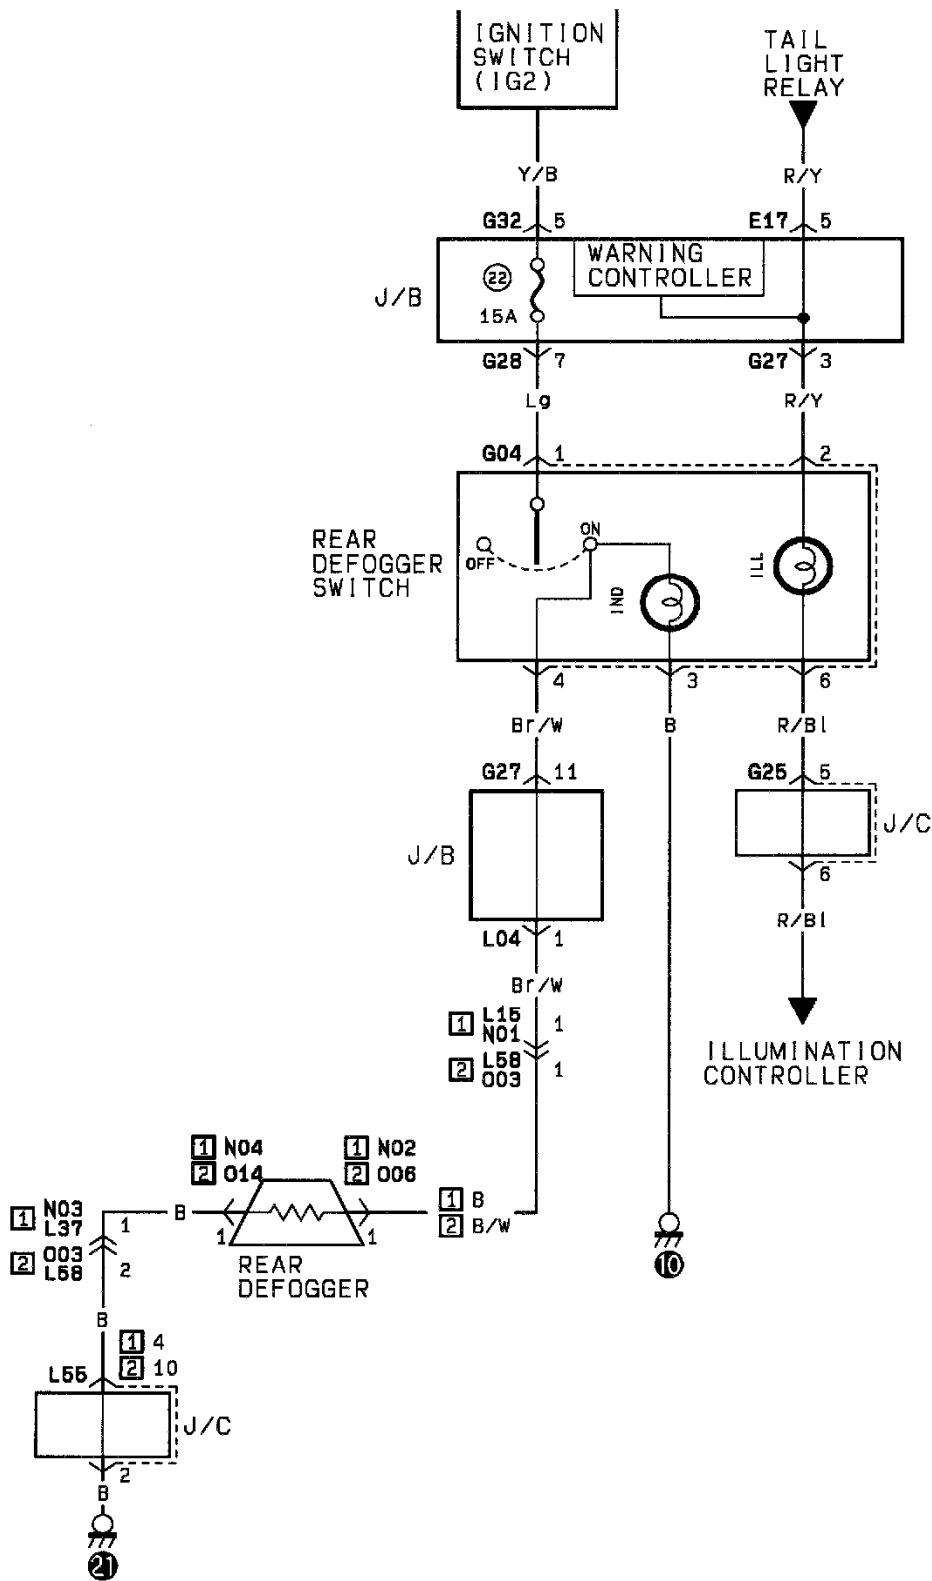 IGNITION
SWITCH
(IG2)
TAIL
LIGHT
RELAY
Y/B
R/Y
G32 5
E17 5
WARNING
CONTROLLER
22
15A
J/B
G28 7
G27 3
Lg
R/Y
G04 1
2
REAR
DEFOGGER
SWITCH
OFF
ON
IND
ILL
4
3
6
Br/W
B
R/Bl
G27 11
G25 5
J/B
J/C
6
L04 1
R/Bl
Br/W
1 L15
N01
1
2 L58
O03
1
ILLUMINATION
CONTROLLER
1 N04
2 O14
1 N02
2 O06
1 B
2 B/W
B
1
1
REAR
DEFOGGER
1 N03
L37
1
2 O03
L58
2
10
B
1 4
2 10
L55
J/C
2
B
21